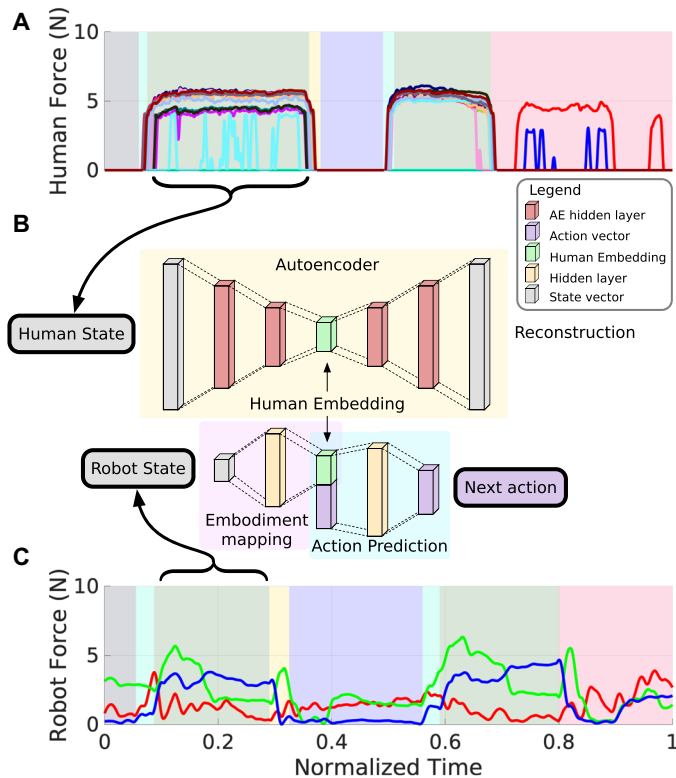 A
Human Force (N)
10
5
0
Legend
AE hidden layer
Action vector
Human Embedding
Hidden layer
State vector
B
Autoencoder
Human State
Reconstruction
Human Embedding
Robot State
Next action
Embodiment
mapping
Action Prediction
C
Robot Force (N)
10
5
0
0 0.2 0.4 0.6 0.8 1
Normalized Time